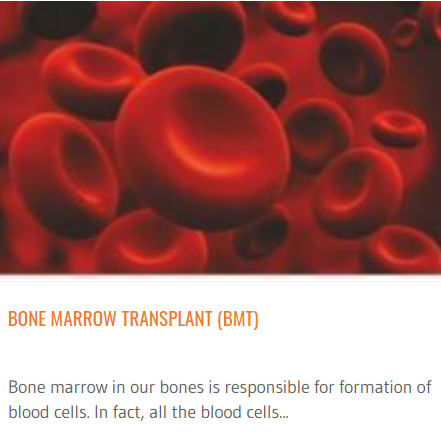 BONE MARROW TRANSPLANT (BMT)
Bone marrow in our bones is responsible for formation of
blood cells. In fact, all the blood cells...